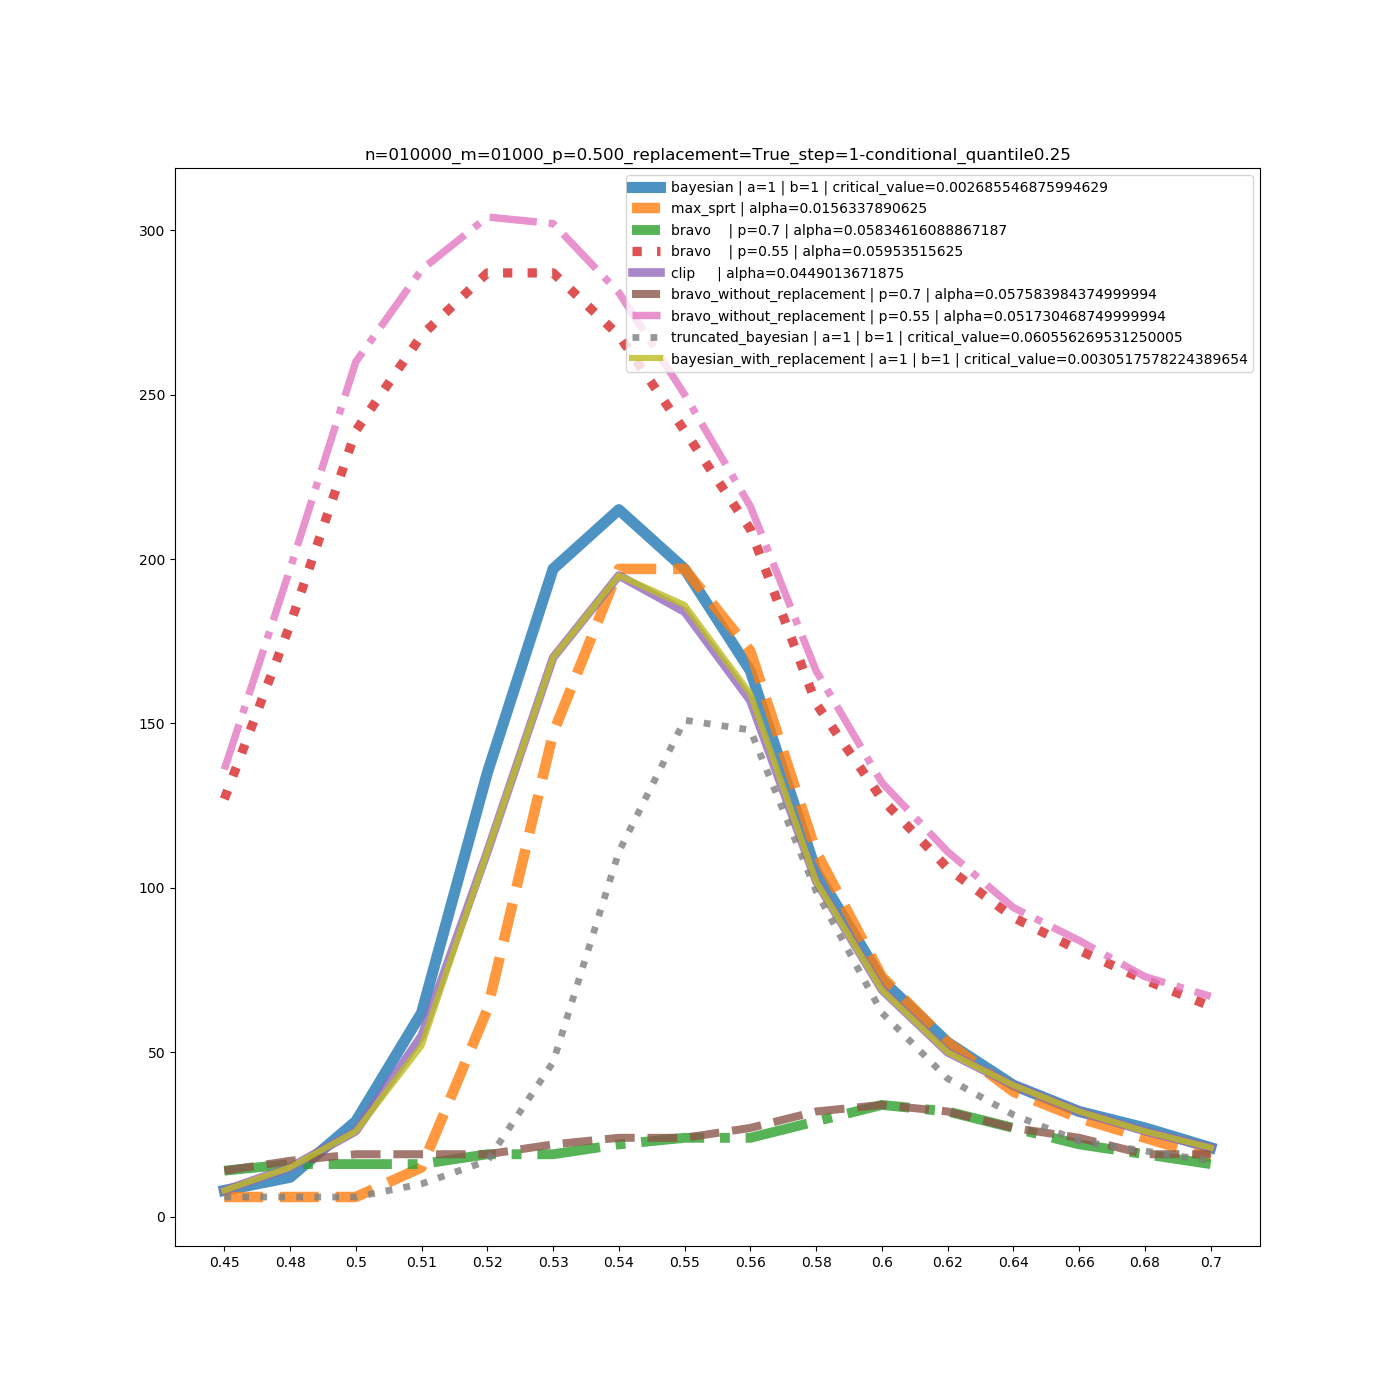 n=010000_m=01000_p=0.500_replacement=True_step=1-conditional_quantile0.25
bayesian | a=1 | b=1 | critical_value=0.002685546875994629
max_sprt | alpha=0.0156337890625
bravo | p=0.7 | alpha=0.05834616088867187
bravo | p=0.55 | alpha=0.05953515625
clip | alpha=0.0449013671875
bravo_without_replacement | p=0.7 | alpha=0.057583984374999994
bravo_without_replacement | p=0.55 | alpha=0.051730468749999994
truncated_bayesian | a=1 | b=1 | critical_value=0.060556269531250005
bayesian_with_replacement | a=1 | b=1 | critical_value=0.0030517578224389654
300
250
200
150
100
50
0
0.45 0.48 0.5 0.51 0.52 0.53 0.54 0.55 0.56 0.58 0.6 0.62 0.64 0.66 0.68 0.7